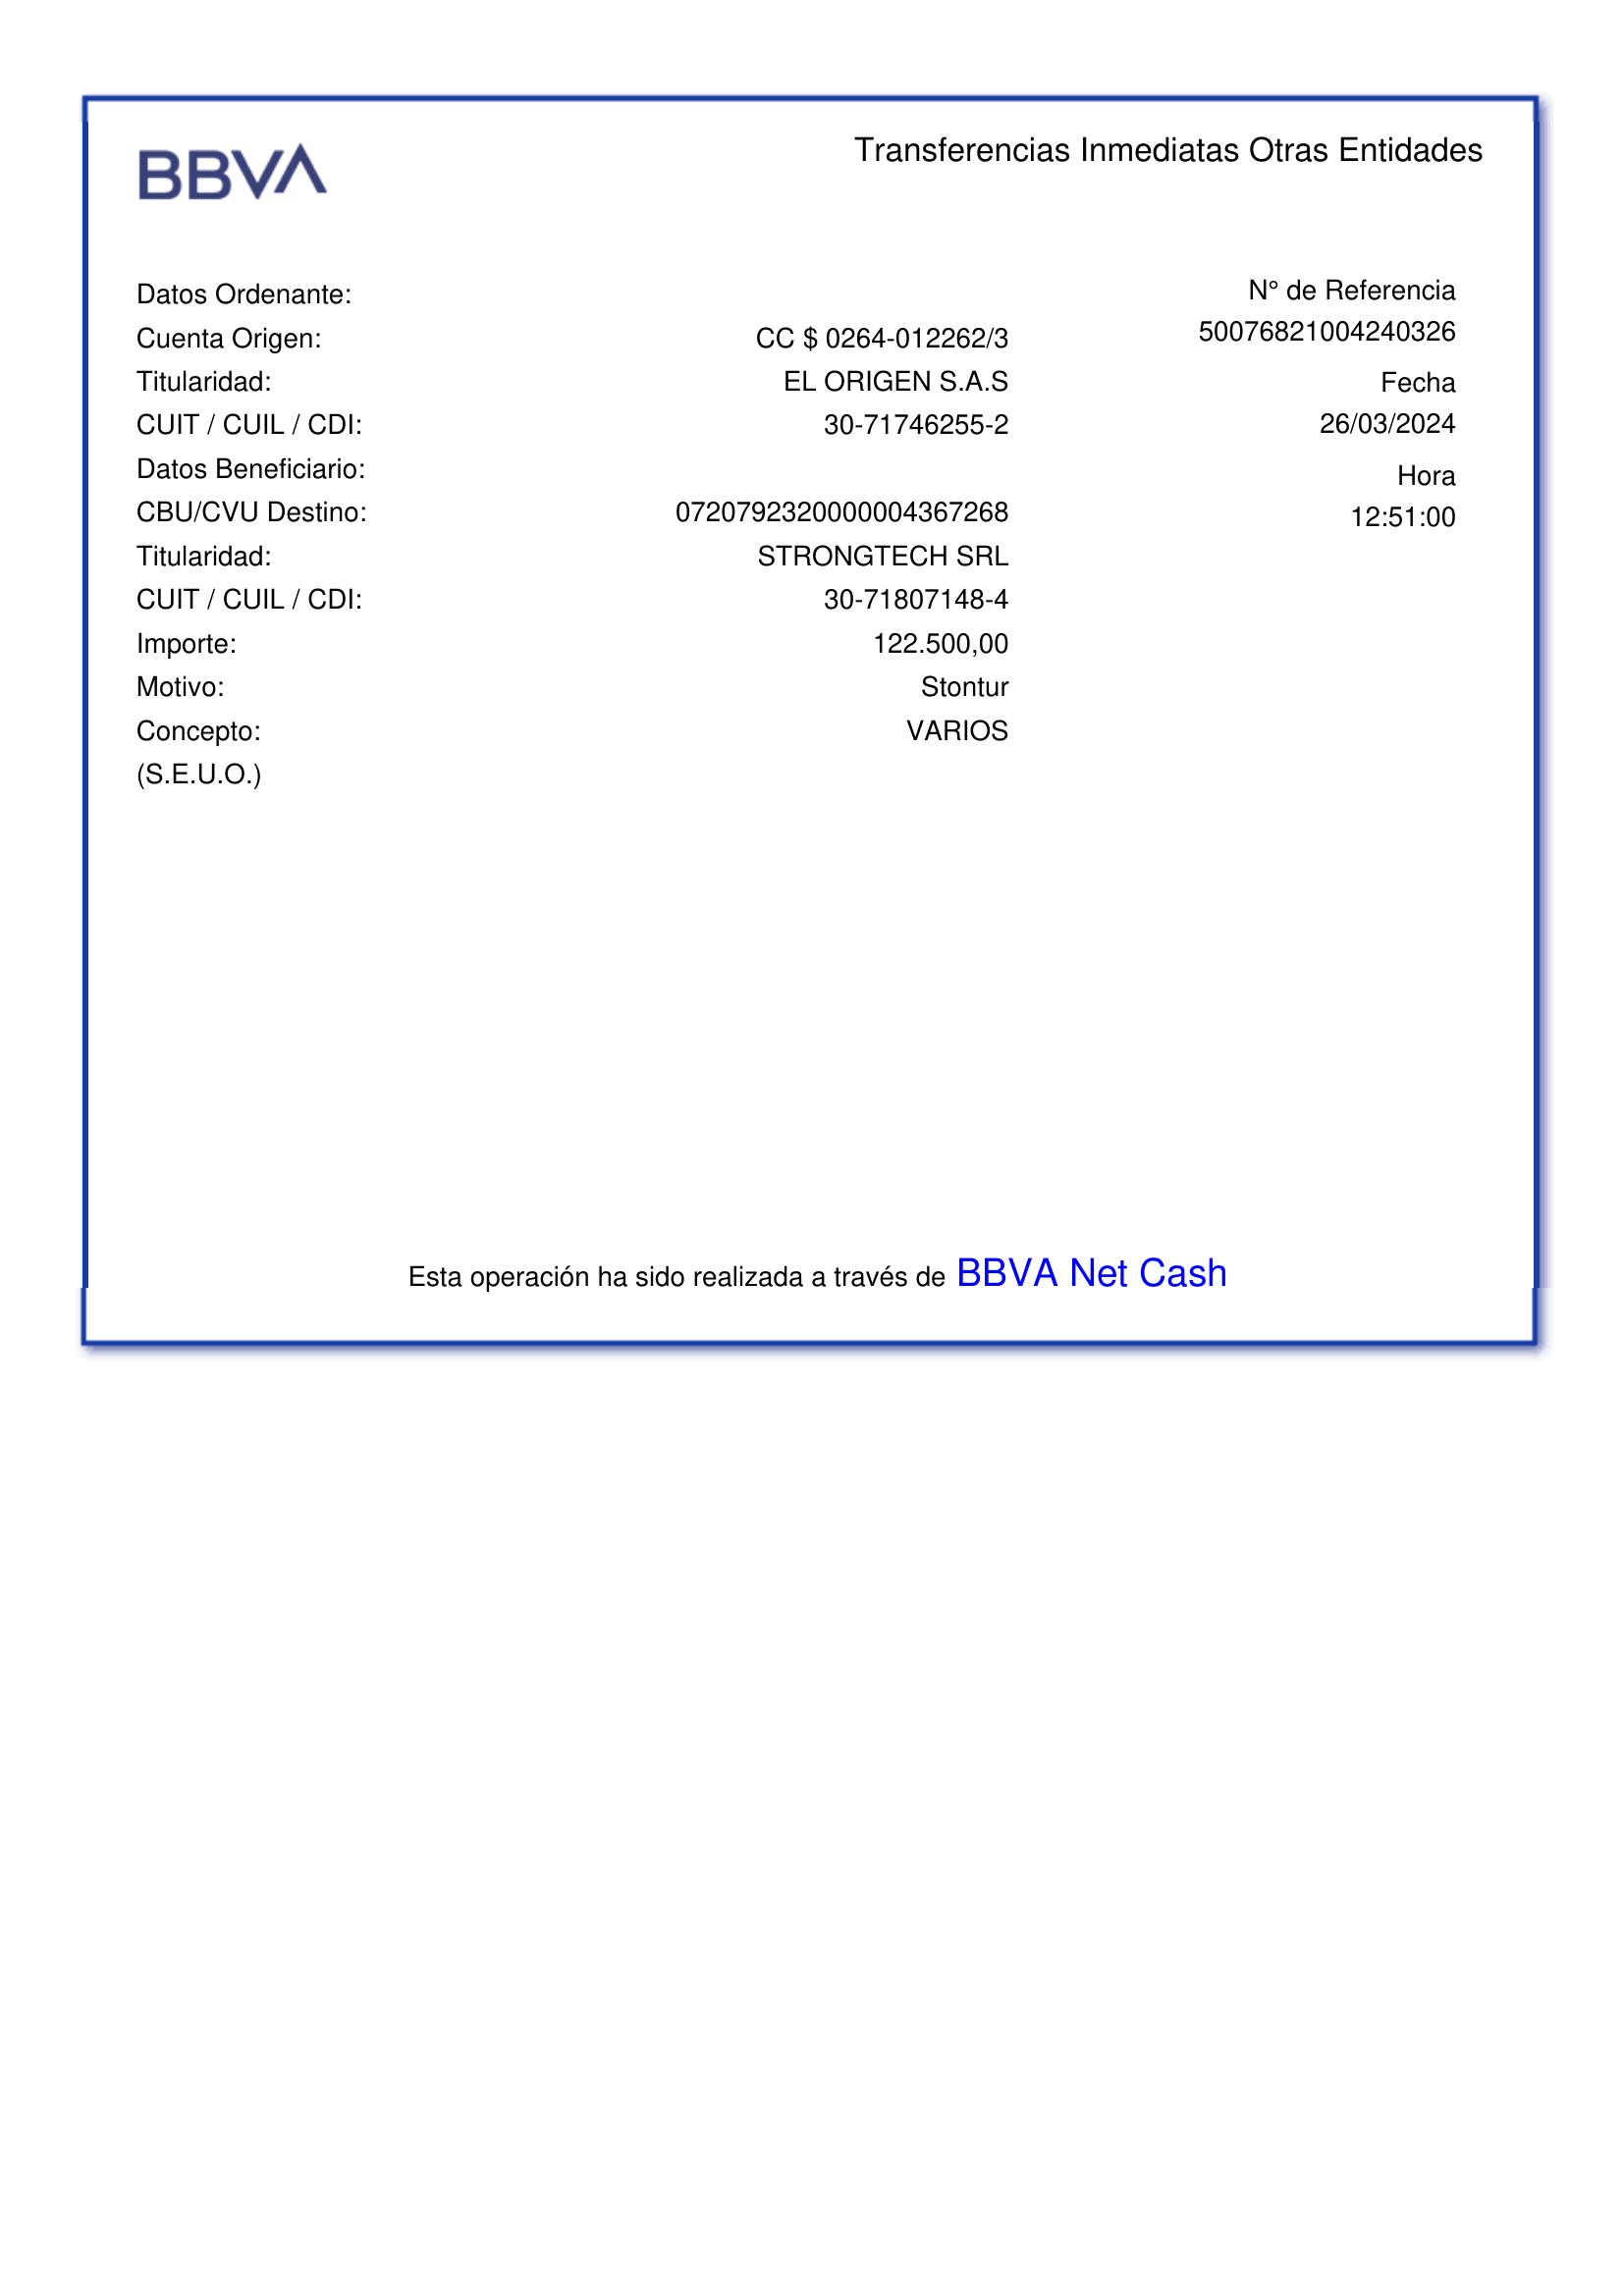 BBVA
Transferencias Inmediatas Otras Entidades
Datos Ordenante:
Cuenta Origen: CC $ 0264-012262/3
Titularidad: EL ORIGEN S.A.S
CUIT / CUIL / CDI: 30-71746255-2
Datos Beneficiario:
CBU/CVU Destino: 0720792320000004367268
Titularidad: STRONGTECH SRL
CUIT / CUIL / CDI: 30-71807148-4
Importe: 122.500,00
Motivo: Stontur
Concepto: VARIOS
(S.E.U.O.)
N° de Referencia
50076821004240326
Fecha
26/03/2024
Hora
12:51:00
Esta operación ha sido realizada a través de BBVA Net Cash